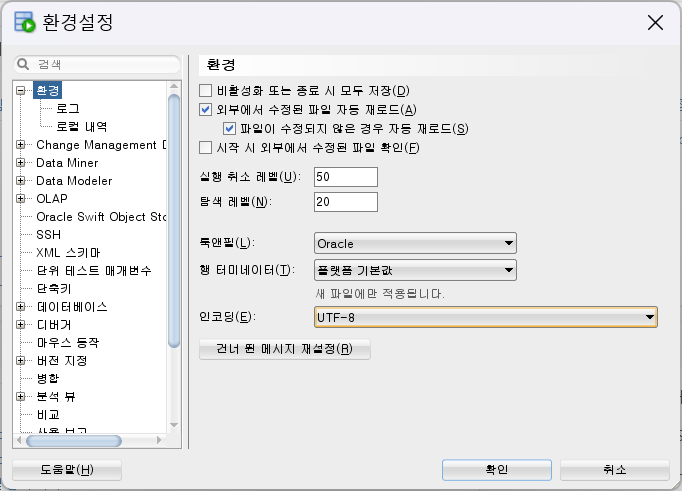 환경설정
검색
환경
로그
로컬 내역
Change Management D
Data Miner
Data Modeler
OLAP
Oracle Swift Object Sto
SSH
XML 스키마
단위 테스트 매개변수
단축키
데이터베이스
디버거
마우스 동작
버전 지정
병합
분석 뷰
비교
환경
비활성화 또는 종료 시 모두 저장(D)
외부에서 수정된 파일 자동 재로드(A)
파일이 수정되지 않은 경우 자동 재로드(S)
시작 시 외부에서 수정된 파일 확인(F)
실행 취소 레벨(U): 50
탐색 레벨(N): 20
룩앤필(L): Oracle
행 터미네이터(T): 플랫폼 기본값
새 파일에만 적용됩니다.
인코딩(E): UTF-8
건너 뛴 메시지 재설정(R)
도움말(H)
확인
취소